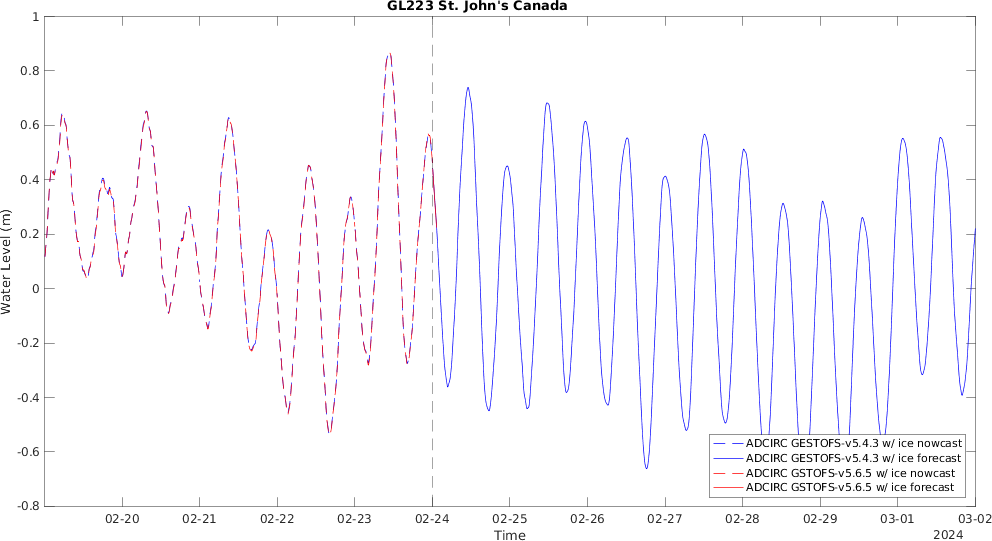 GL223 St. John's Canada
1
0.8
0.6
0.4
0.2
0
-0.2
-0.4
-0.6
-0.8
Water Level (m)
ADCIRC GESTOFS-v5.4.3 w/ ice nowcast
ADCIRC GESTOFS-v5.4.3 w/ ice forecast
ADCIRC GSTOFS-v5.6.5 w/ ice nowcast
ADCIRC GSTOFS-v5.6.5 w/ ice forecast
02-20 02-21 02-22 02-23 02-24 02-25 02-26 02-27 02-28 02-29 03-01 03-02
Time
2024